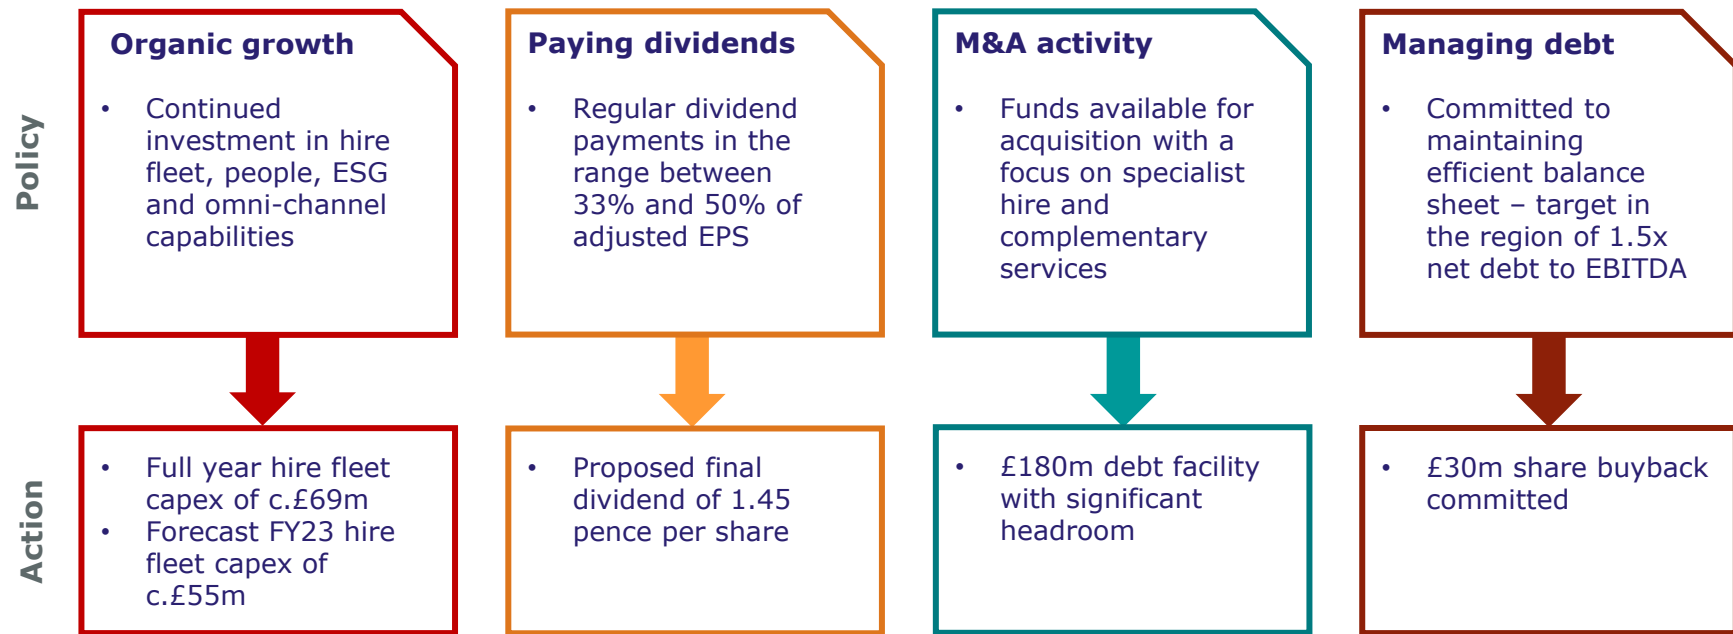 Policy
Organic growth
• Continued
investment in hire
fleet, people, ESG
and omni-channel
capabilities
Paying dividends
• Regular dividend
payments in the
range between
33% and 50% of
adjusted EPS
M&A activity
• Funds available for
acquisition with a
focus on specialist
hire and
complementary
services
Managing debt
• Committed to
maintaining
efficient balance
sheet – target in
the region of 1.5x
net debt to EBITDA
Action
• Full year hire fleet
capex of c.£69m
• Forecast FY23 hire
fleet capex of
c.£55m
• Proposed final
dividend of 1.45
pence per share
• £180m debt facility
with significant
headroom
• £30m share buyback
committed